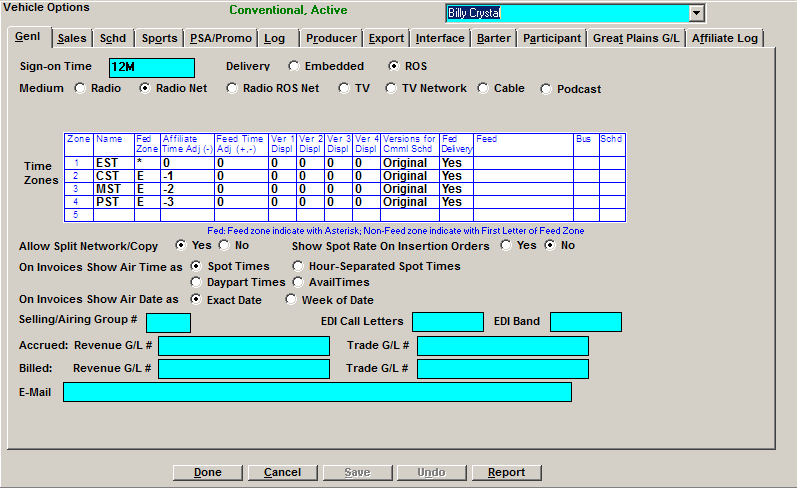 Vehicle Options Conventional, Active Billy Crystal
Genl Sales Schd Sports PSA/Promo Log Producer Export Interface Barter Participant Great Plains G/L Affiliate Log
Sign-on Time 12M Delivery Embedded ROS
Medium Radio Radio Net Radio ROS Net TV TV Network Cable Podcast
Zone Name Fed Affiliate Feed Time Ver 1 Ver 2 Ver 3 Ver 4 Versions for Fed Feed Bus Schd
Zone Time Adj (-) Adj (+,-) Displ Displ Displ Displ Cmml Schd Delivery
Time Zones
1 EST * 0 0 0 0 0 0 Original Yes
2 CST E -1 0 0 0 0 0 Original Yes
3 MST E -2 0 0 0 0 0 Original Yes
4 PST E -3 0 0 0 0 0 Original Yes
5
Fed: Feed zone indicate with Asterisk; Non-Feed zone indicate with First Letter of Feed Zone
Allow Split Network/Copy Yes No Show Spot Rate On Insertion Orders Yes No
On Invoices Show Air Time as Spot Times Hour-Separated Spot Times
Daypart Times AvailTimes
On Invoices Show Air Date as Exact Date Week of Date
Selling/Airing Group # EDI Call Letters EDI Band
Accrued: Revenue G/L # Trade G/L #
Billed: Revenue G/L # Trade G/L #
E-Mail
Done Cancel Save Undo Report